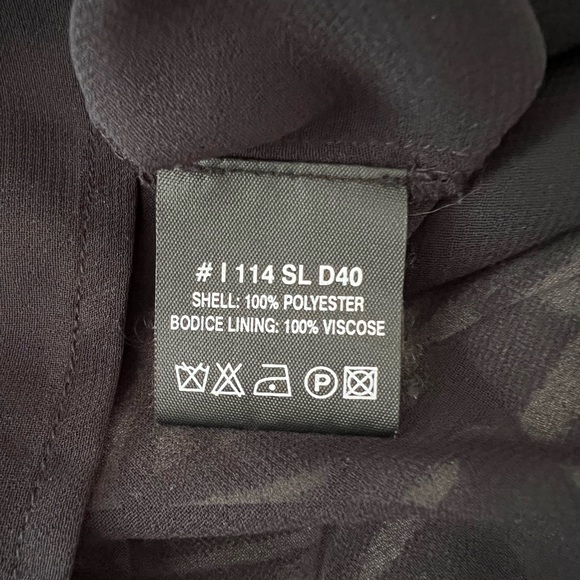 # I 114 SL D40
SHELL: 100% POLYESTER
BODICE LINING: 100% VISCOSE
P